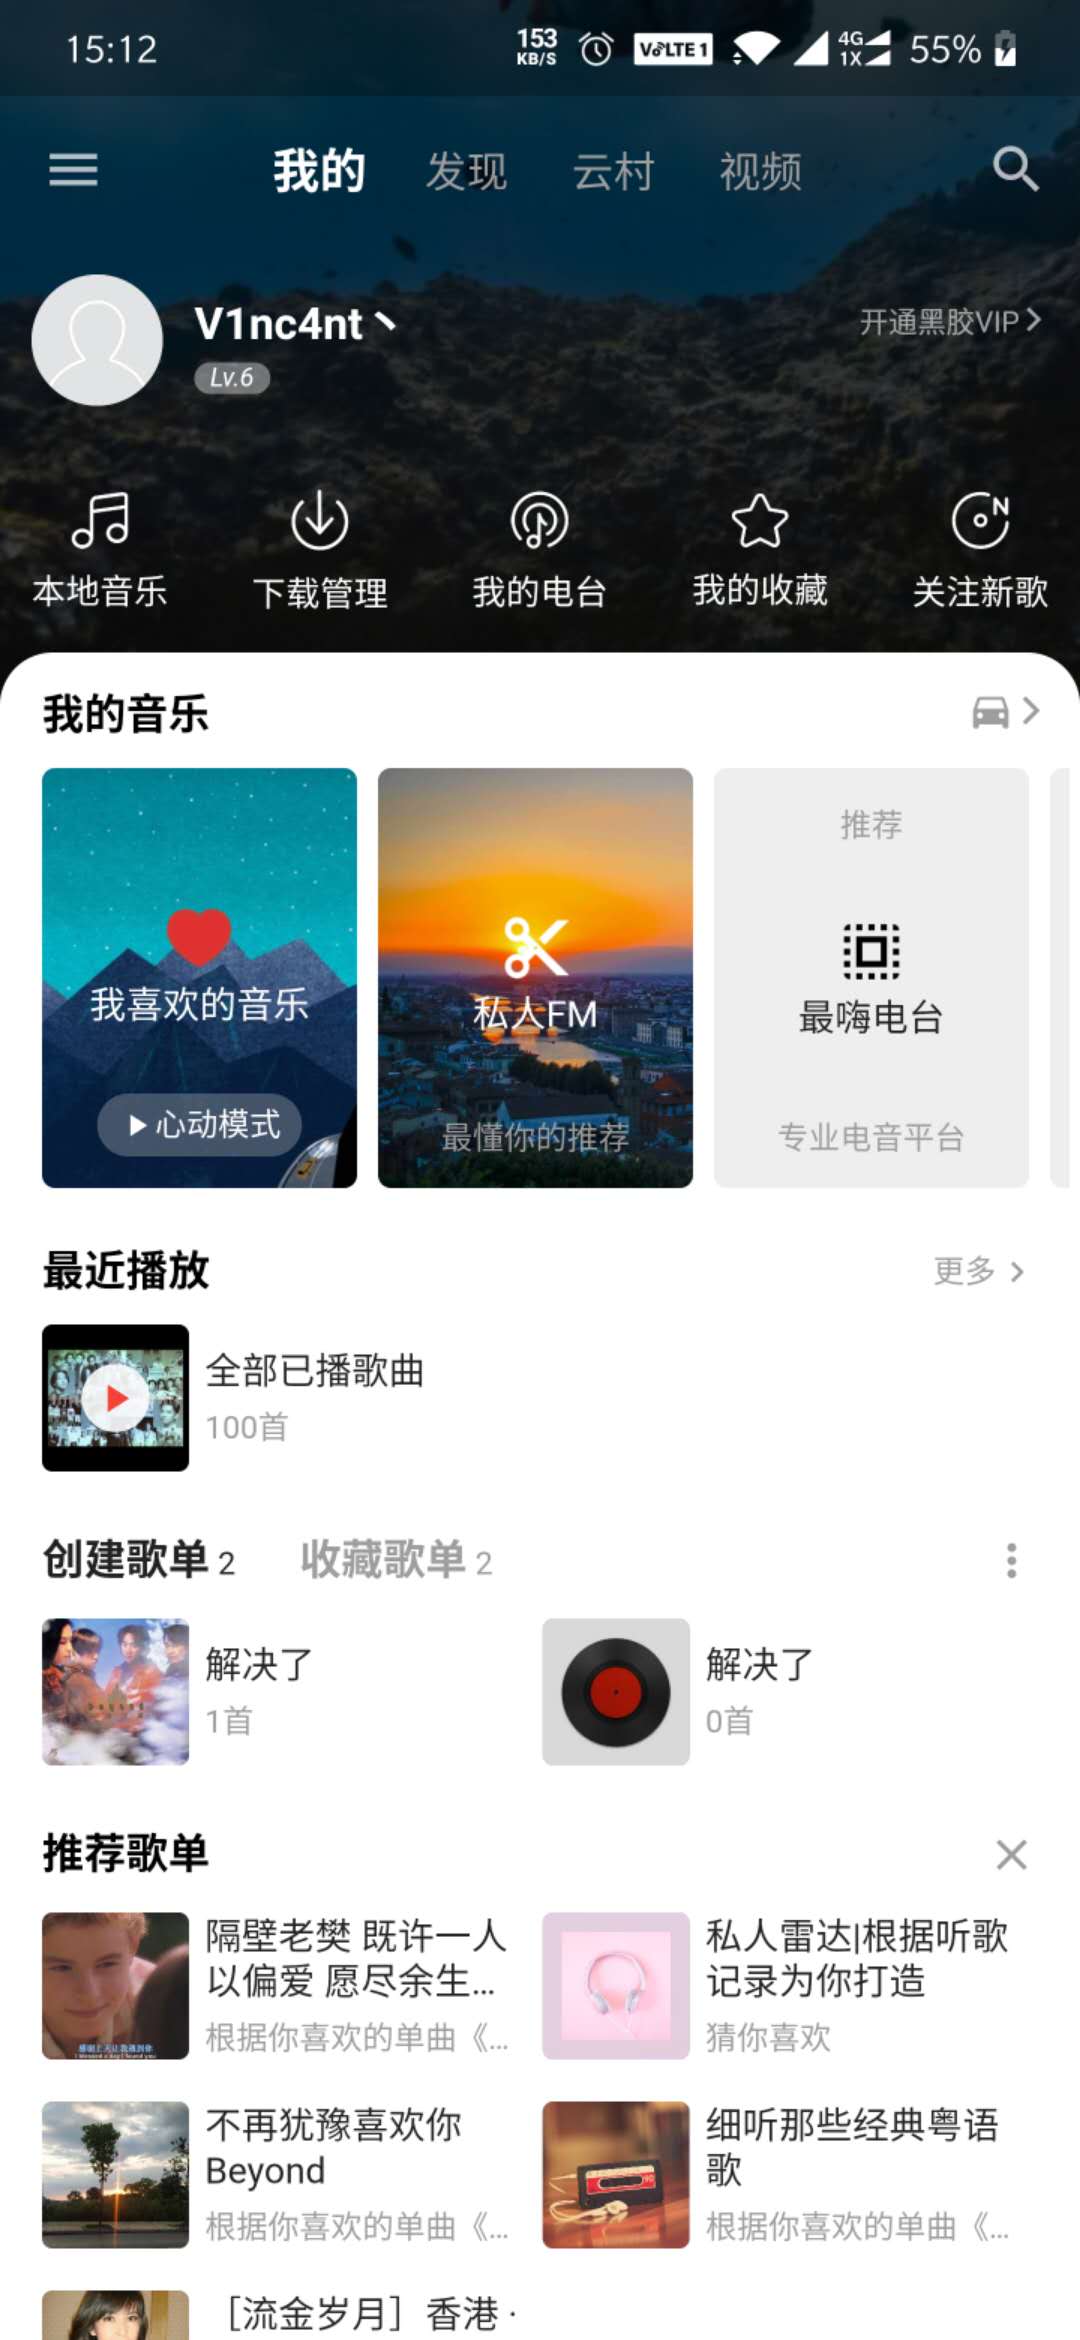 15:12
153
KB/S
VoLTE 1
4G
1X
55%
我的
发现
云村
视频
V1nc4nt丶
Lv.6
开通黑胶VIP
本地音乐
下载管理
我的电台
我的收藏
N
关注新歌
我的音乐
我喜欢的音乐
心动模式
私人FM
最懂你的推荐
推荐
最嗨电台
专业电音平台
最近播放
更多
全部已播歌曲
100首
创建歌单 2
收藏歌单 2
解决了
1首
解决了
0首
推荐歌单
隔壁老樊 既许一人
以偏爱 愿尽余生...
根据你喜欢的单曲《...
私人雷达|根据听歌
记录为你打造
猜你喜欢
不再犹豫喜欢你
Beyond
根据你喜欢的单曲《...
细听那些经典粤语
歌
根据你喜欢的单曲《...
［流金岁月］香港 ·